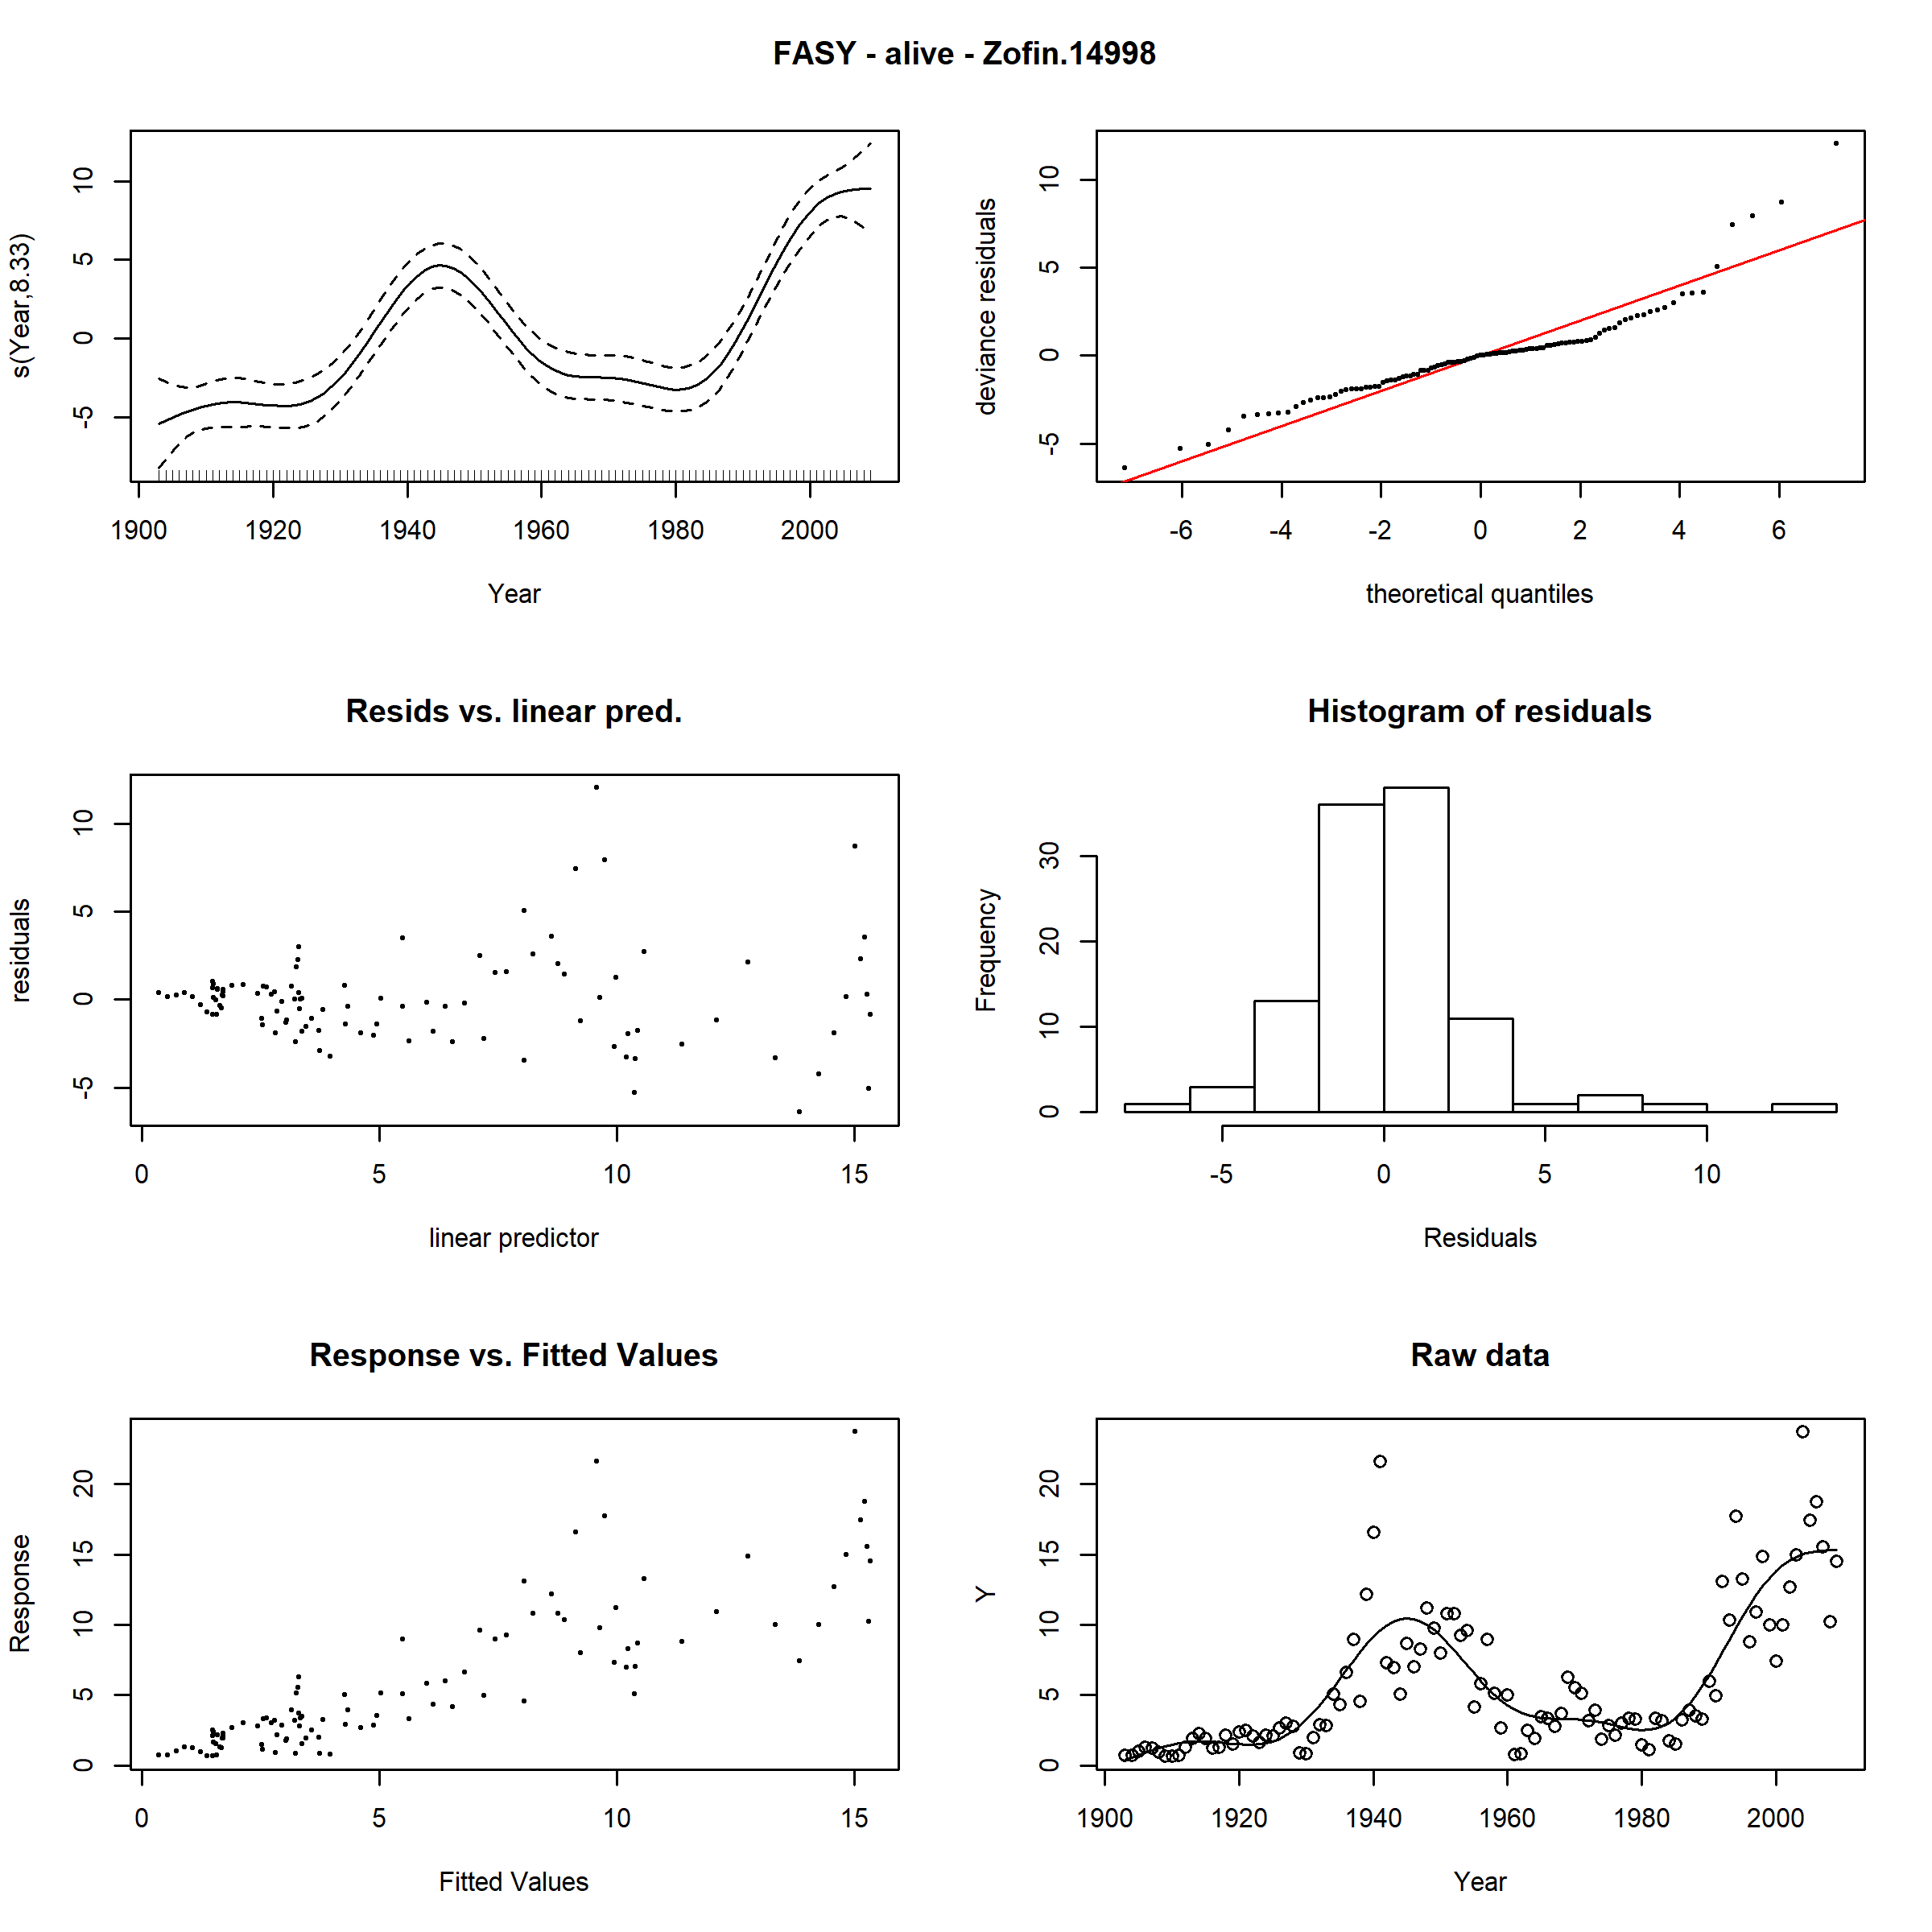 FASY - alive - Zofin.14998
s(Year,8.33)
-5 0 5 10
1900 1920 1940 1960 1980 2000
Year
deviance residuals
-5 0 5 10
-6 -4 -2 0 2 4 6
theoretical quantiles
Resids vs. linear pred.
residuals
-5 0 5 10
0 5 10 15
linear predictor
Histogram of residuals
Frequency
0 10 20 30
-5 0 5 10
Residuals
Response vs. Fitted Values
Response
0 5 10 15 20
0 5 10 15
Fitted Values
Raw data
Y
0 5 10 15 20
1900 1920 1940 1960 1980 2000
Year